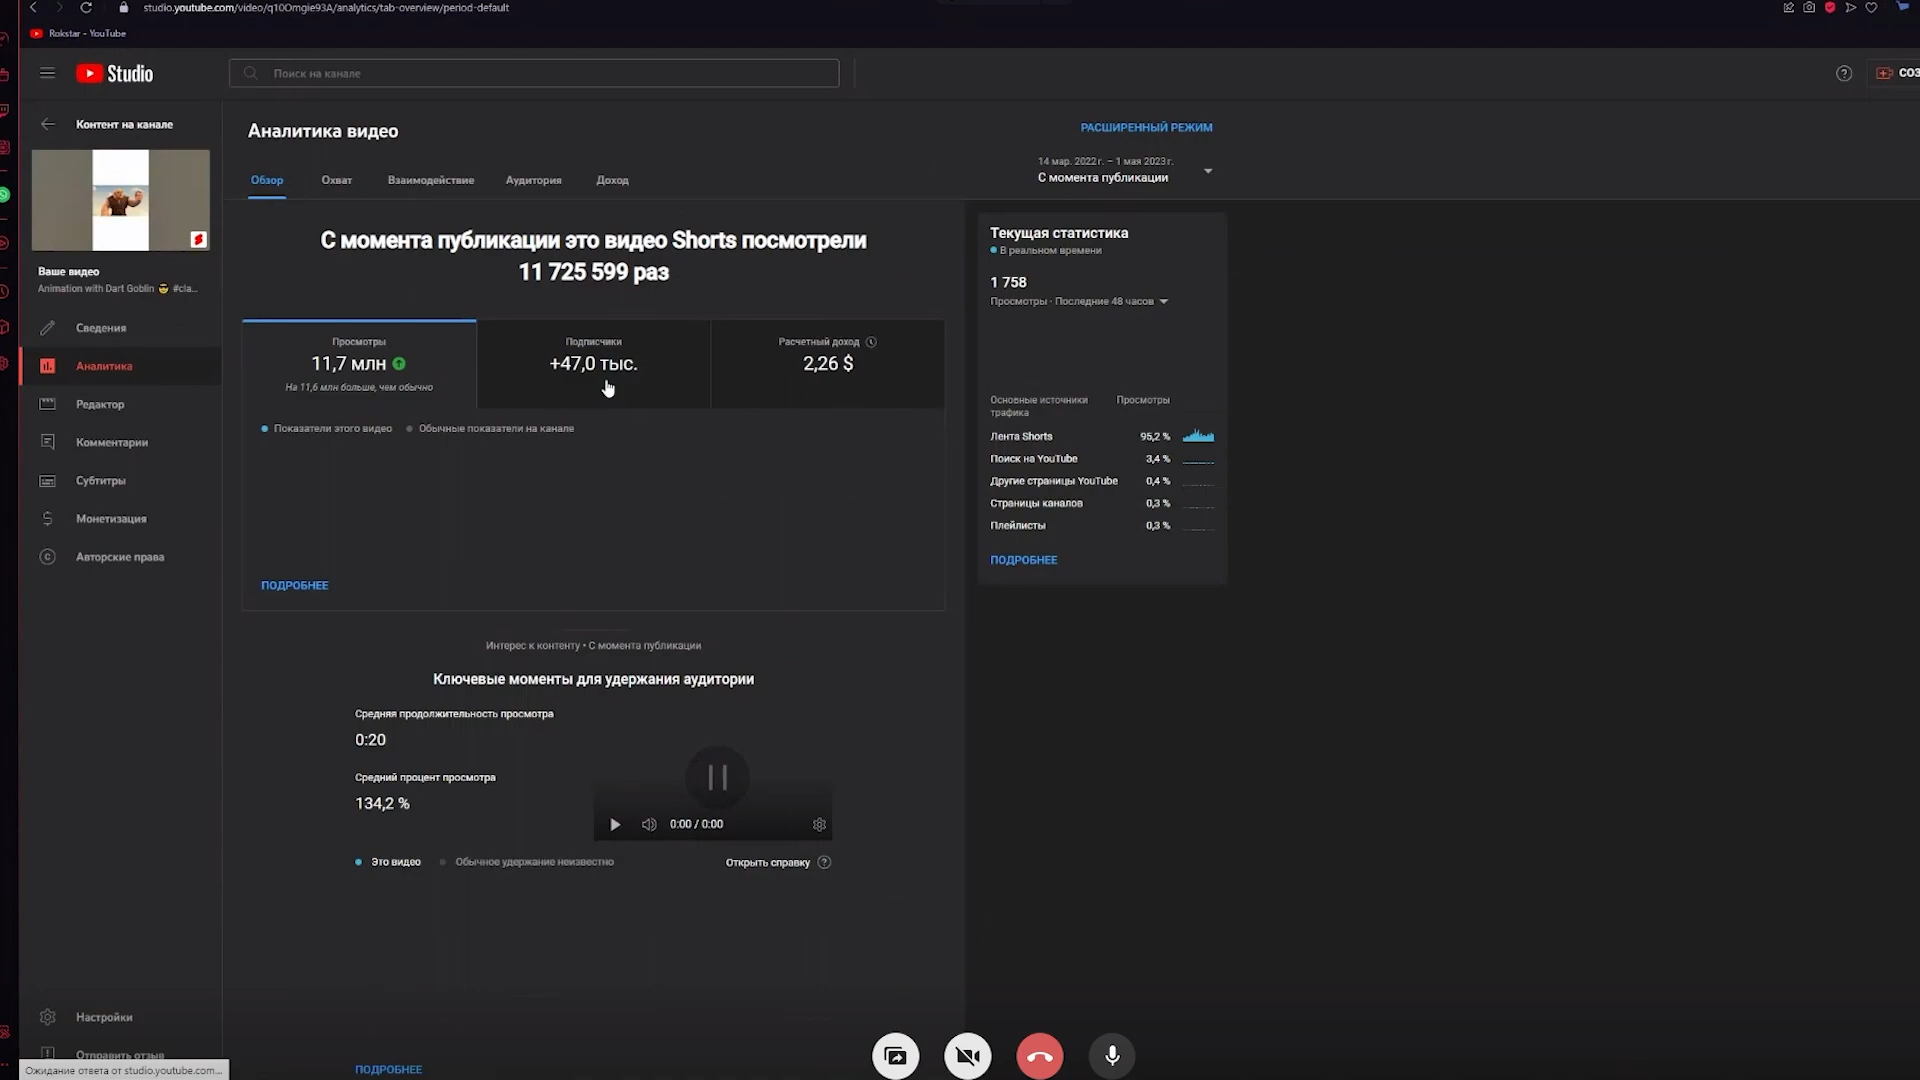 studio.youtube.com/video/q10Omgie93A/analytics/tab-overview/period-default
Rokstar - YouTube
Studio
Поиск на канале
СОЗ
Контент на канале
Ваше видео
Animation with Dart Goblin 😎 #cla...
Сведения
Аналитика
Редактор
Комментарии
Субтитры
Монетизация
Авторские права
Настройки
Отправить отзыв
Ожидание ответа от studio.youtube.com...
Аналитика видео
РАСШИРЕННЫЙ РЕЖИМ
Обзор
Охват
Взаимодействие
Аудитория
Доход
14 мар. 2022 г. – 1 мая 2023 г.
С момента публикации
С момента публикации это видео Shorts посмотрели
11 725 599 раз
Просмотры
11,7 млн
На 11,6 млн больше, чем обычно
Подписчики
+47,0 тыс.
Расчетный доход
2,26 $
Показатели этого видео
Обычные показатели на канале
ПОДРОБНЕЕ
Интерес к контенту • С момента публикации
Ключевые моменты для удержания аудитории
Средняя продолжительность просмотра
0:20
Средний процент просмотра
134,2 %
0:00 / 0:00
Это видео
Обычное удержание неизвестно
Открыть справку
ПОДРОБНЕЕ
Текущая статистика
В реальном времени
1 758
Просмотры · Последние 48 часов
Основные источники Просмотры
трафика
Лента Shorts 95,2 %
Поиск на YouTube 3,4 %
Другие страницы YouTube 0,4 %
Страницы каналов 0,3 %
Плейлисты 0,3 %
ПОДРОБНЕЕ